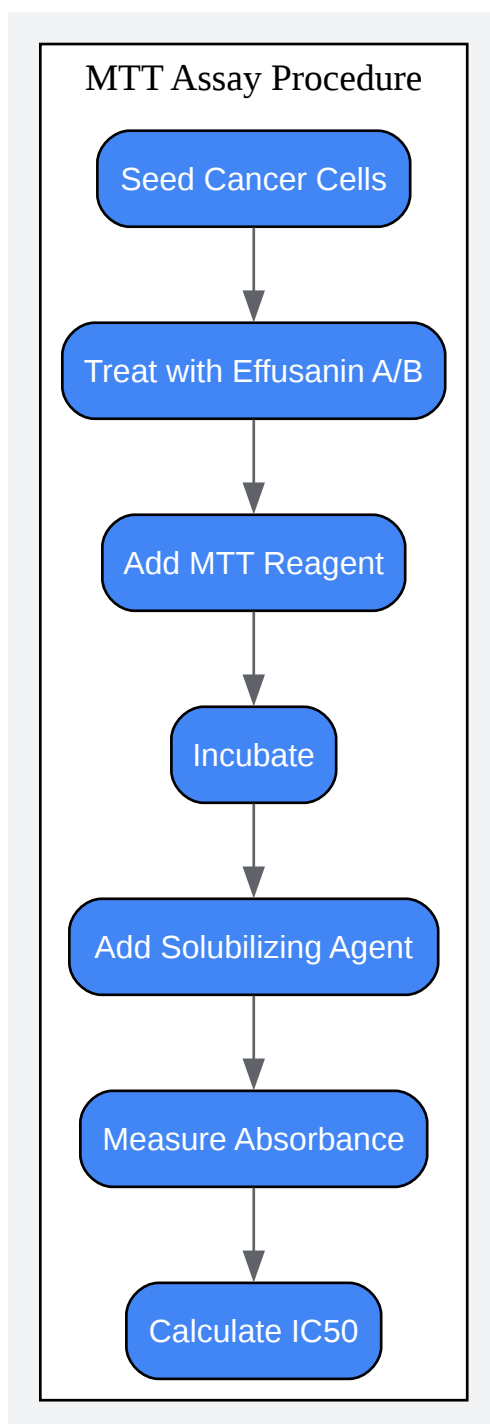 MTT Assay Procedure
Seed Cancer Cells
Treat with Effusanin A/B
Add MTT Reagent
Incubate
Add Solubilizing Agent
Measure Absorbance
Calculate IC50